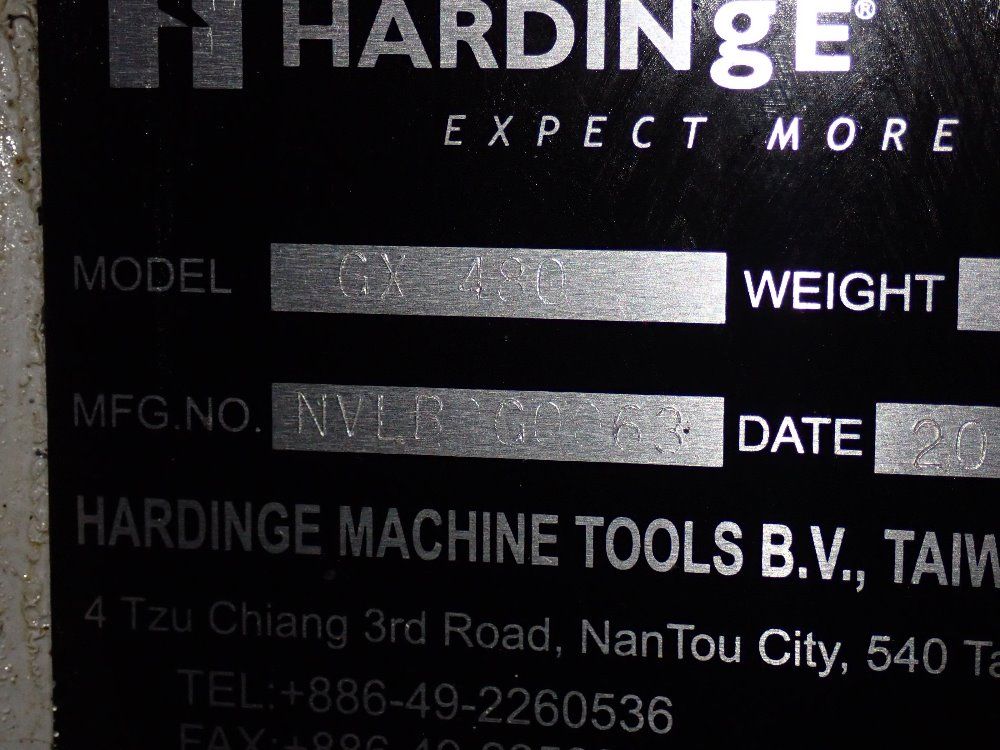 HARDINGE®
EXPECT MORE
MODEL GX 480 WEIGHT
MFG.NO. DATE 20
HARDINGE MACHINE TOOLS B.V., TAIW
4 Tzu Chiang 3rd Road, NanTou City, 540 Ta
TEL:+886-49-2260536